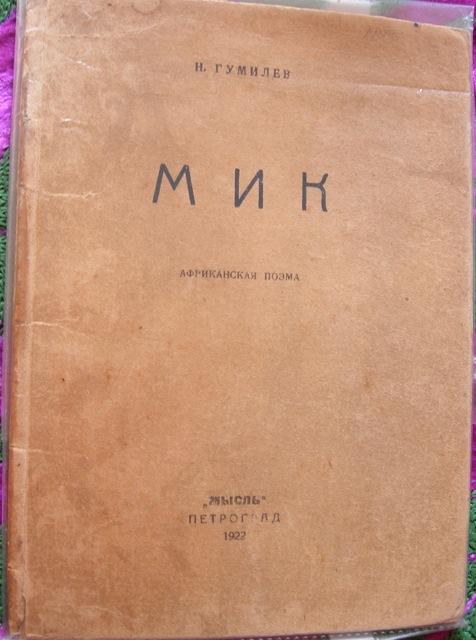 Н. ГУМИЛЕВ
МИК
АФРИКАНСКАЯ ПОЭМА
„МЫСЛЬ“
ПЕТРОГРАД
1922